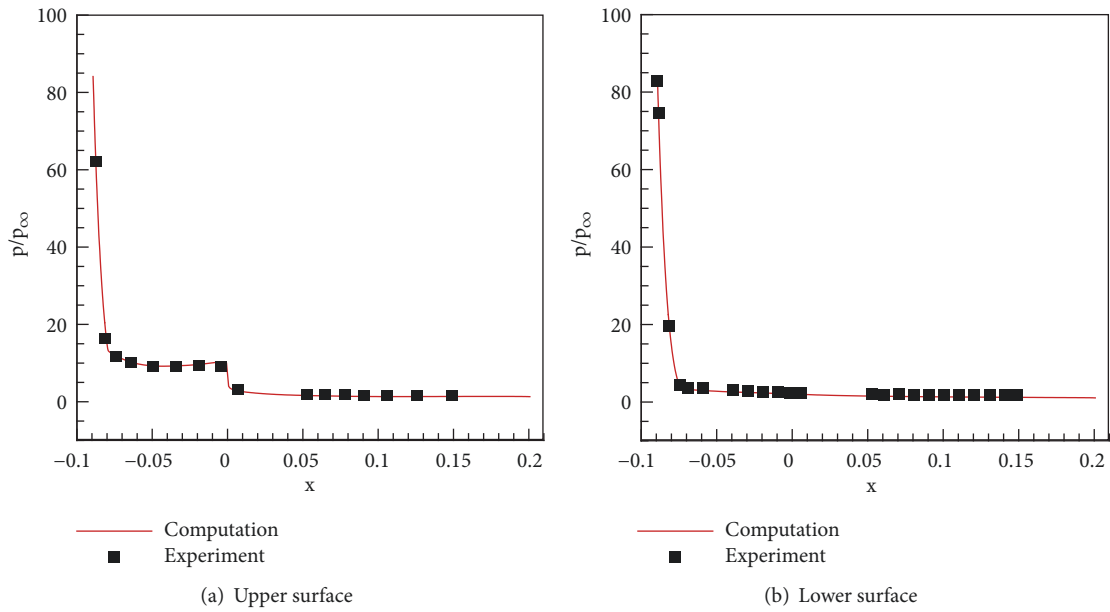 100
80
60
40
20
0
p/p∞
−0.1
−0.05
0
0.05
0.1
0.15
0.2
x
Computation
Experiment
(a) Upper surface
100
80
60
40
20
0
p/p∞
−0.1
−0.05
0
0.05
0.1
0.15
0.2
x
Computation
Experiment
(b) Lower surface